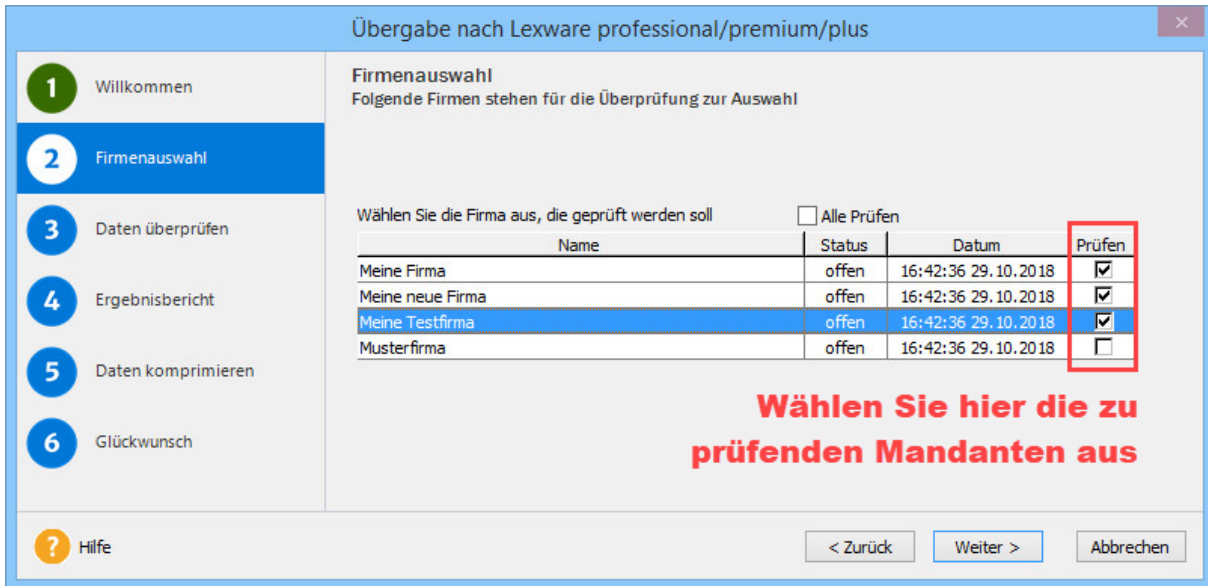 Übergabe nach Lexware professional/premium/plus
1 Willkommen
2 Firmenauswahl
3 Daten überprüfen
4 Ergebnisbericht
5 Daten komprimieren
6 Glückwunsch
Firmenauswahl
Folgende Firmen stehen für die Überprüfung zur Auswahl
Wählen Sie die Firma aus, die geprüft werden soll Alle Prüfen
Name Status Datum Prüfen
Meine Firma offen 16:42:36 29.10.2018
Meine neue Firma offen 16:42:36 29.10.2018
Meine Testfirma offen 16:42:36 29.10.2018
Musterfirma offen 16:42:36 29.10.2018
Wählen Sie hier die zu
prüfenden Mandanten aus
? Hilfe < Zurück Weiter > Abbrechen